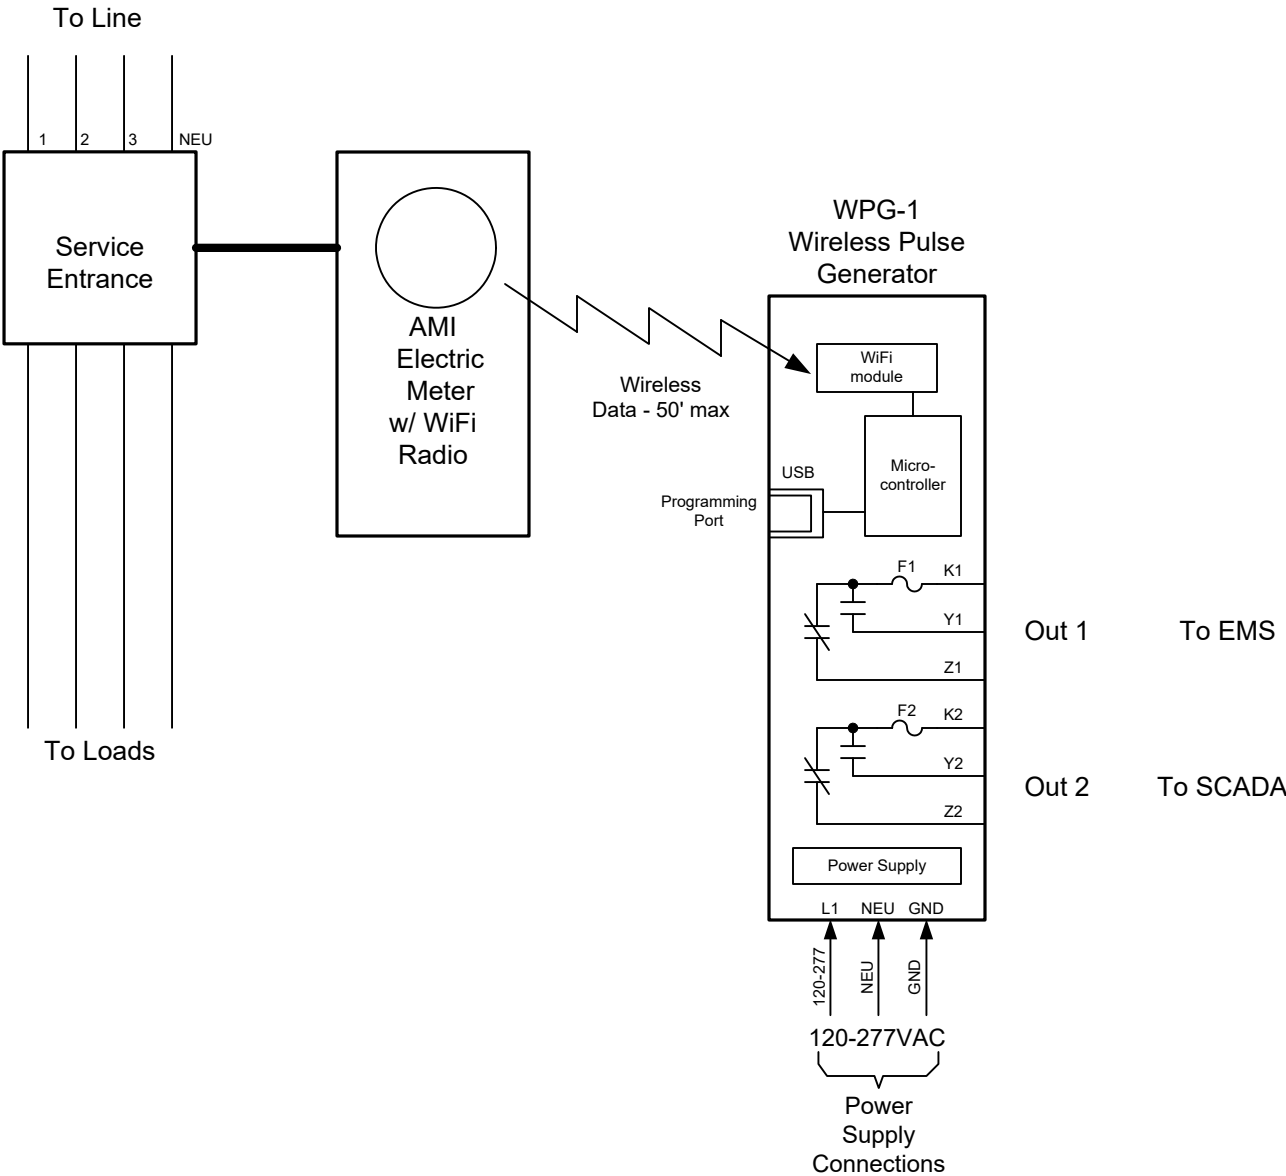 To Line
1 2 3 NEU
Service
Entrance
AMI
Electric
Meter
w/ WiFi
Radio
Wireless
Data - 50' max
WPG-1
Wireless Pulse
Generator
WiFi
module
Micro-
controller
USB
Programming
Port
F1 K1
Y1
Z1
Out 1 To EMS
F2 K2
Y2
Z2
Out 2 To SCADA
Power Supply
L1 NEU GND
120-277 NEU GND
120-277VAC
Power
Supply
Connections
To Loads